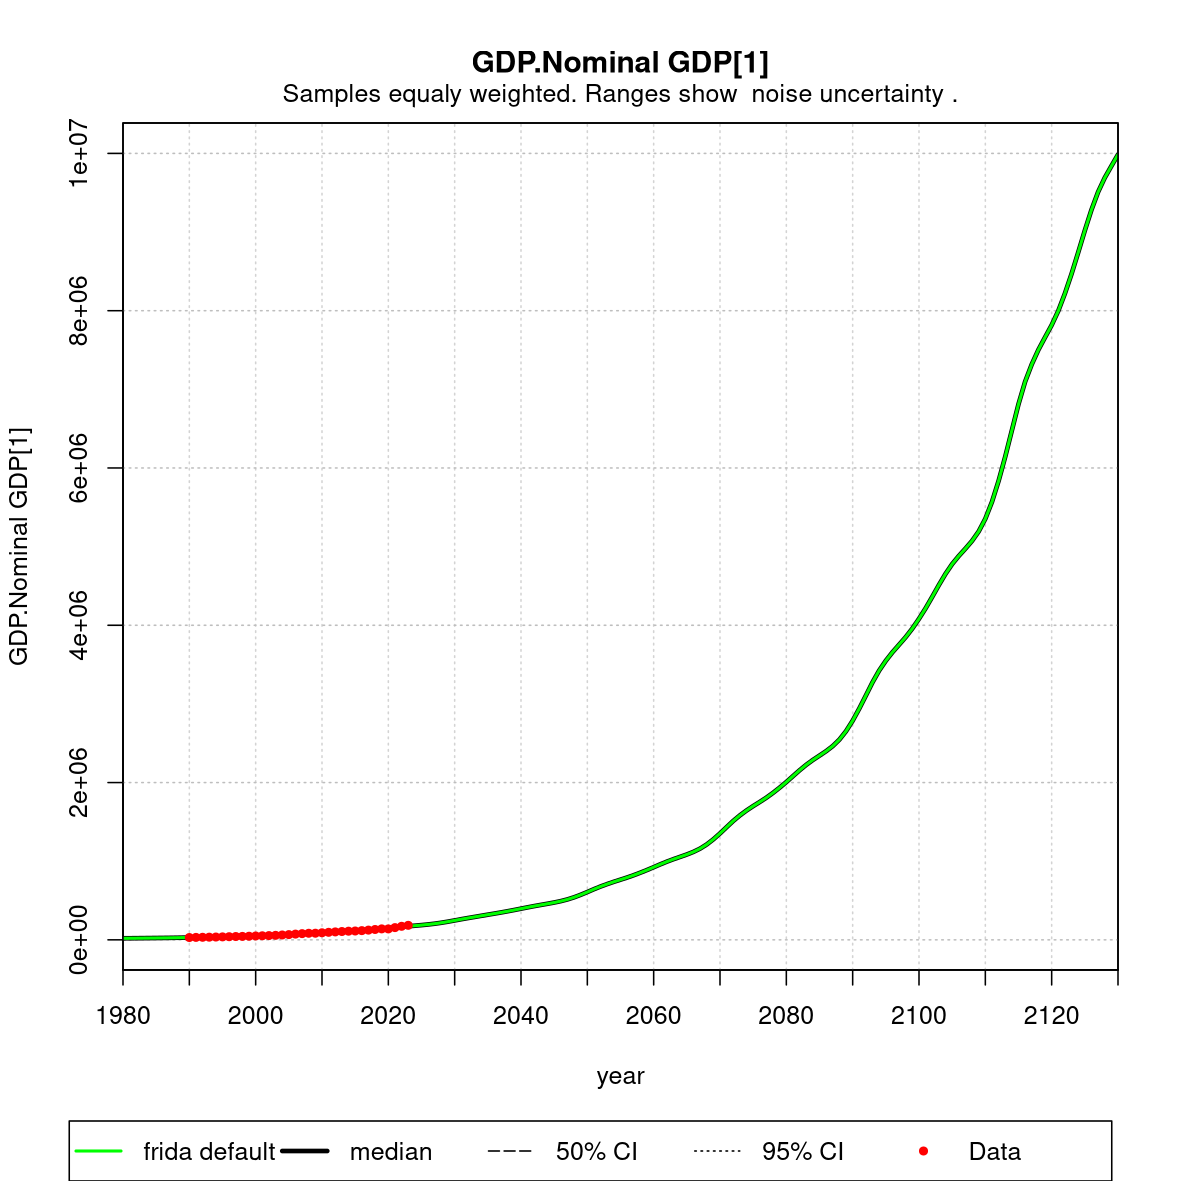 GDP.Nominal GDP[1]
Samples equaly weighted. Ranges show  noise uncertainty .
GDP.Nominal GDP[1]
1e+07
8e+06
6e+06
4e+06
2e+06
0e+00
1980 2000 2020 2040 2060 2080 2100 2120
year
frida default median 50% CI 95% CI Data